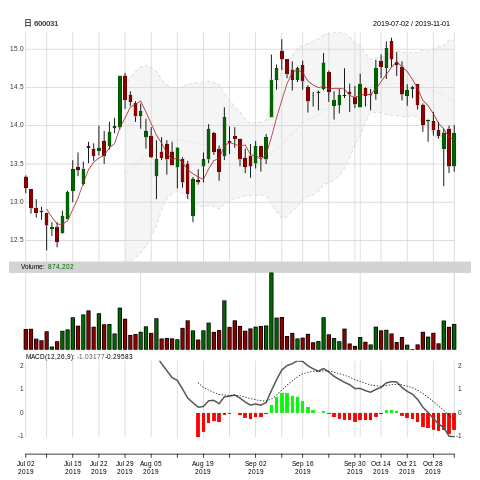 日 600031
2019-07-02 / 2019-11-01
15.0
14.5
14.0
13.5
13.0
12.5
Volume: 874,202
MACD(12,26,9): -1.03177-0.29583
2 2
1 1
0 0
-1 -1
Jul 02 Jul 15 Jul 22 Jul 29 Aug 05 Aug 19 Sep 02 Sep 16 Sep 30 Oct 14 Oct 21 Oct 28
2019 2019 2019 2019 2019 2019 2019 2019 2019 2019 2019 2019